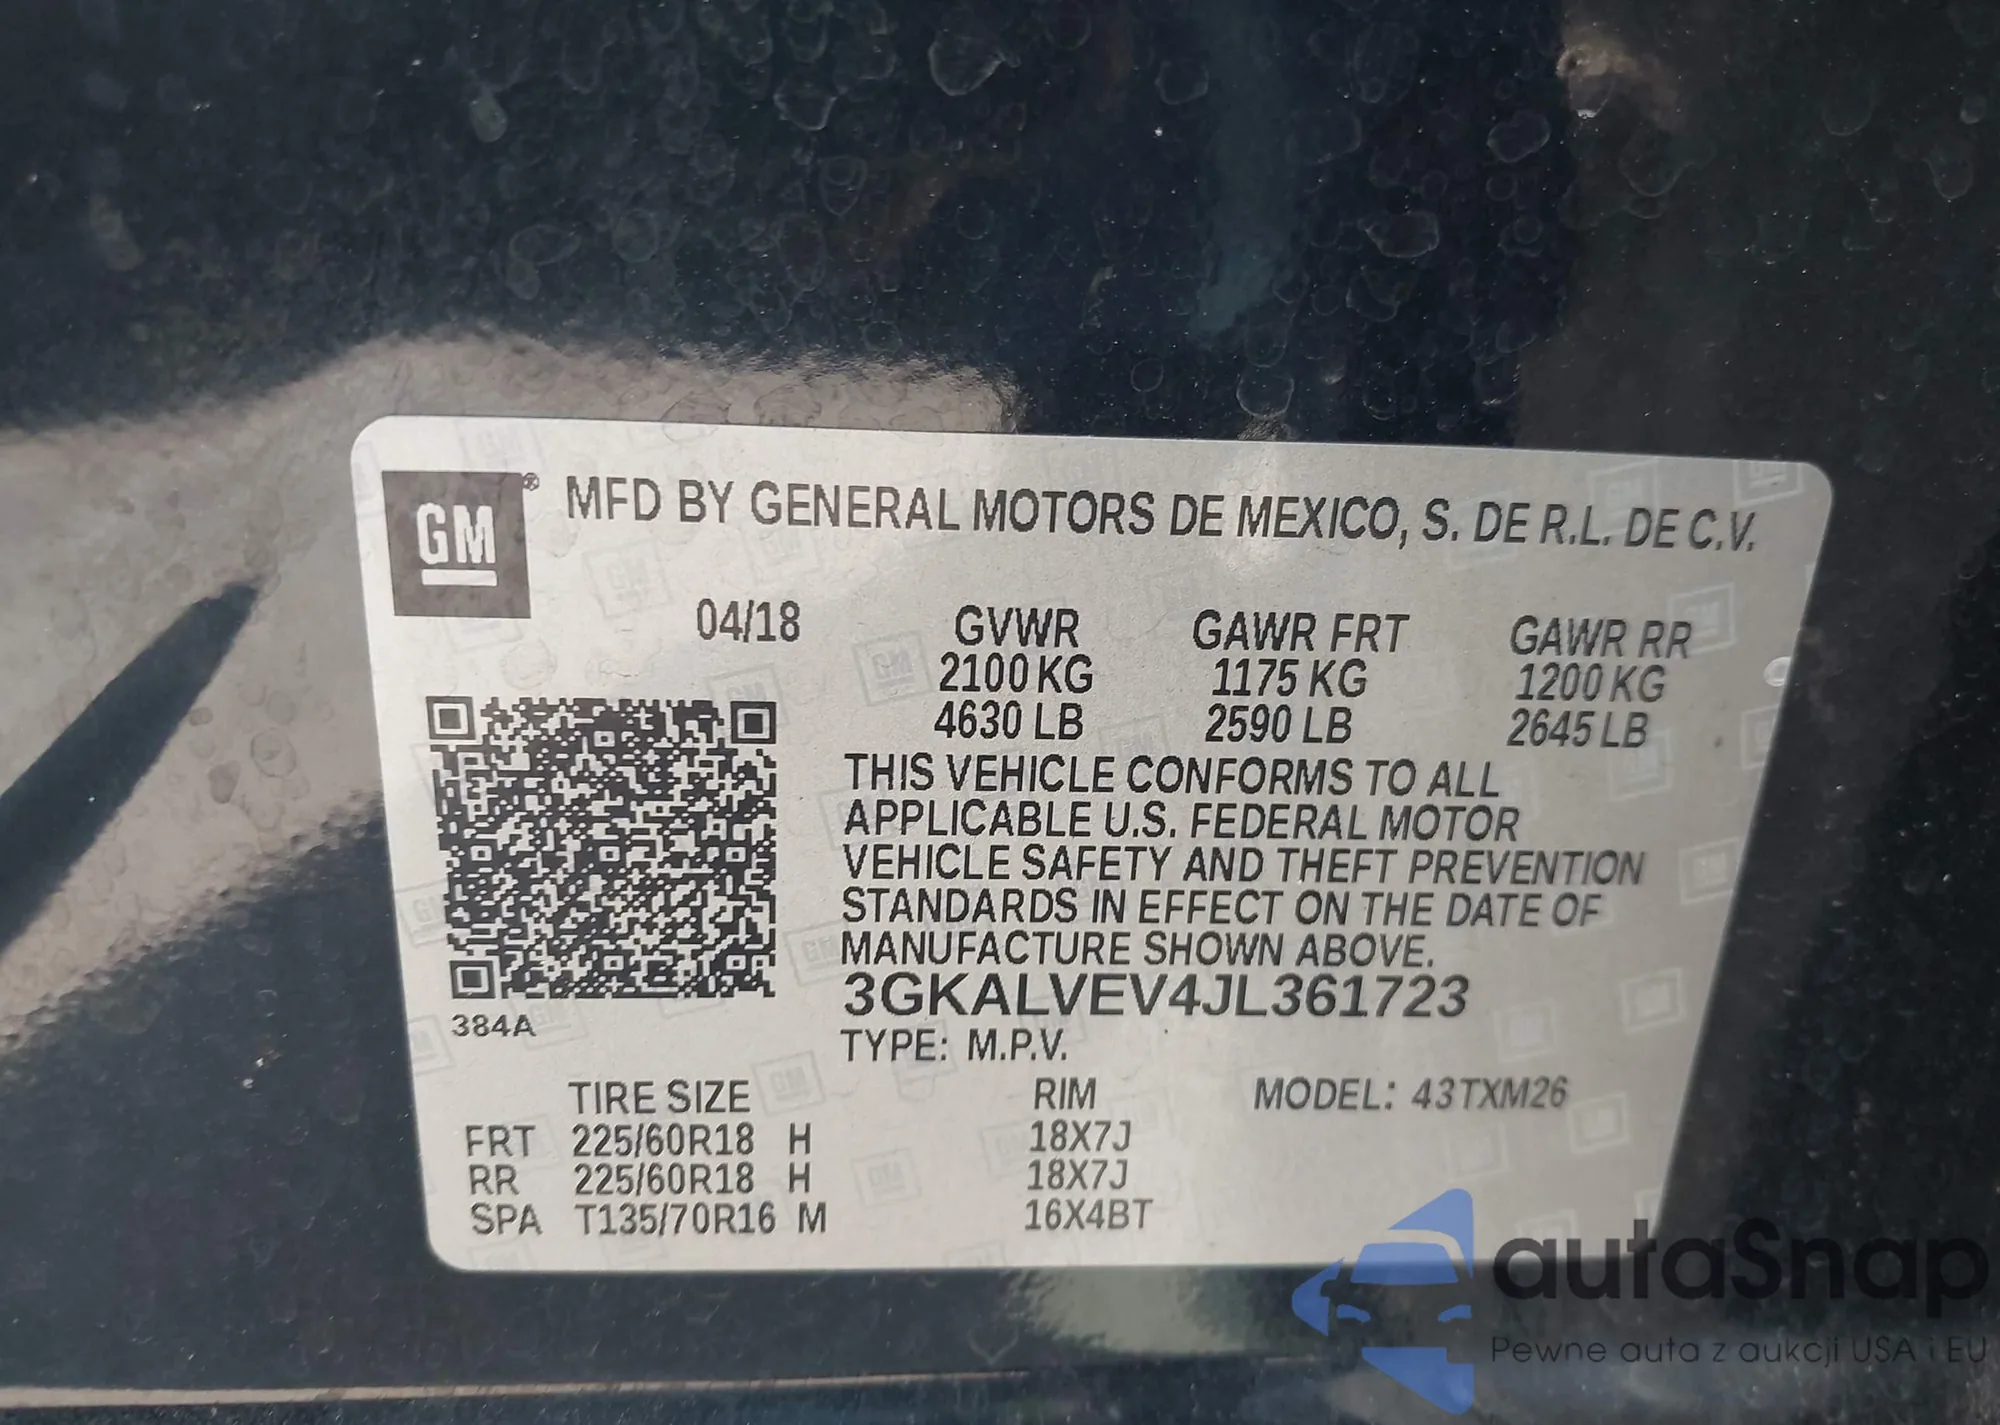 GM® MFD BY GENERAL MOTORS DE MEXICO, S. DE R.L. DE C.V.
04/18 GVWR GAWR FRT GAWR RR
2100 KG 1175 KG 1200 KG
4630 LB 2590 LB 2645 LB
THIS VEHICLE CONFORMS TO ALL
APPLICABLE U.S. FEDERAL MOTOR
VEHICLE SAFETY AND THEFT PREVENTION
STANDARDS IN EFFECT ON THE DATE OF
MANUFACTURE SHOWN ABOVE.
3GKALVEV4JL361723
384A
TYPE: M.P.V.
TIRE SIZE RIM MODEL: 43TXM26
FRT 225/60R18 H 18X7J
RR 225/60R18 H 18X7J
SPA T135/70R16 M 16X4BT
autaSnap
Pewne auta z aukcji USA i EU